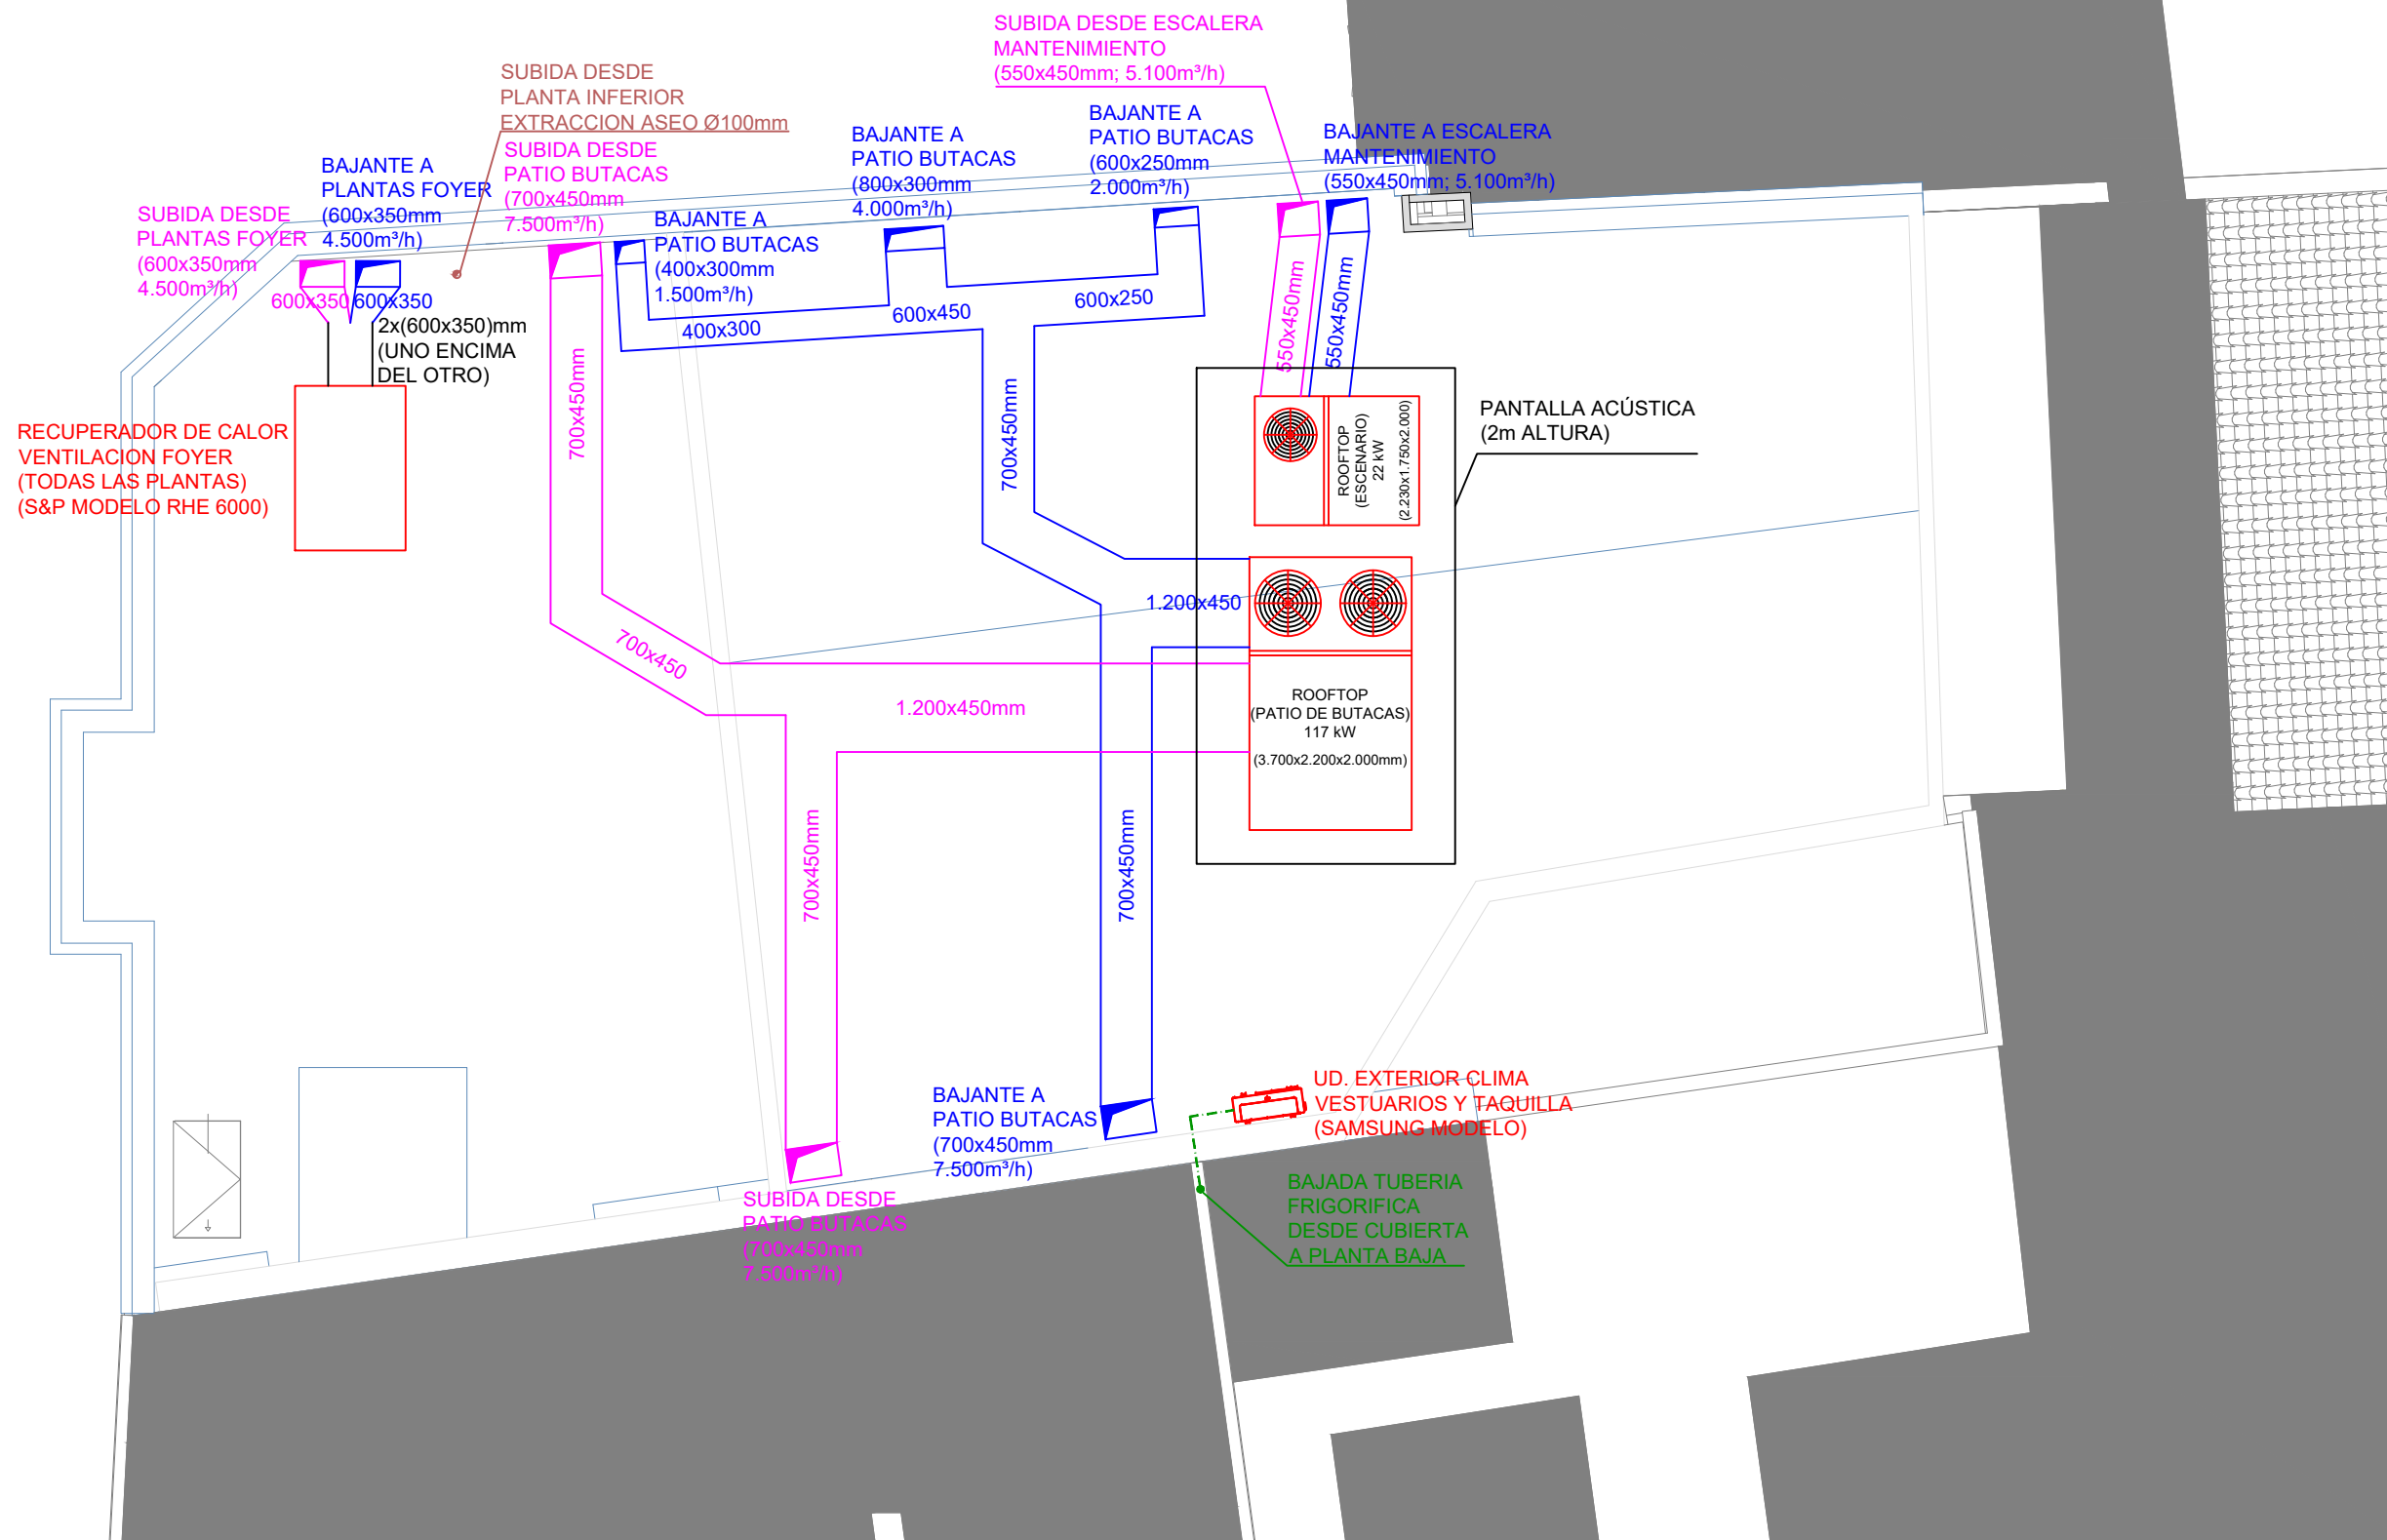 SUBIDA DESDE ESCALERA
MANTENIMIENTO
(550x450mm; 5.100m³/h)
SUBIDA DESDE
PLANTA INFERIOR
EXTRACCION ASEO Ø100mm
BAJANTE A
PATIO BUTACAS
(600x250mm
2.000m³/h)
BAJANTE A ESCALERA
MANTENIMIENTO
(550x450mm; 5.100m³/h)
BAJANTE A
PATIO BUTACAS
(800x300mm
4.000m³/h)
SUBIDA DESDE
PATIO BUTACAS
(700x450mm
7.500m³/h)
BAJANTE A
PLANTAS FOYER
(600x350mm
4.500m³/h)
SUBIDA DESDE
PLANTAS FOYER
(600x350mm
4.500m³/h)
BAJANTE A
PATIO BUTACAS
(400x300mm
1.500m³/h)
600x350
600x350
2x(600x350)mm
(UNO ENCIMA
DEL OTRO)
400x300
600x450
600x250
550x450mm
550x450mm
700x450mm
700x450mm
RECUPERADOR DE CALOR
VENTILACION FOYER
(TODAS LAS PLANTAS)
(S&P MODELO RHE 6000)
ROOFTOP
(ESCENARIO)
22 kW
(2.230x1.750x2.000)
PANTALLA ACÚSTICA
(2m ALTURA)
1.200x450
700x450
1.200x450mm
ROOFTOP
(PATIO DE BUTACAS)
117 kW
(3.700x2.200x2.000mm)
700x450mm
700x450mm
BAJANTE A
PATIO BUTACAS
(700x450mm
7.500m³/h)
UD. EXTERIOR CLIMA
VESTUARIOS Y TAQUILLA
(SAMSUNG MODELO)
SUBIDA DESDE
PATIO BUTACAS
(700x450mm
7.500m³/h)
BAJADA TUBERIA
FRIGORIFICA
DESDE CUBIERTA
A PLANTA BAJA